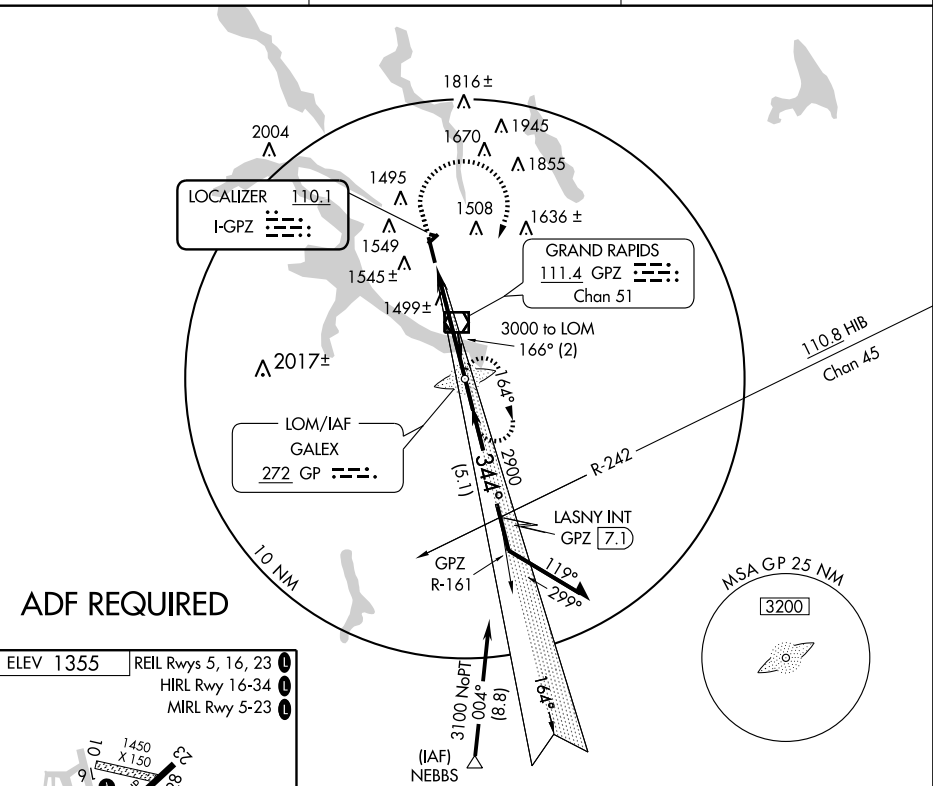 1816±
2004
1670
1945
1855
1495
LOCALIZER 110.1
I-GPZ
1508
1636 ±
1549
1545±
GRAND RAPIDS
111.4 GPZ
Chan 51
1499±
3000 to LOM
166° (2)
110.8 HIB
Chan 45
2017±
164°
LOM/IAF
GALEX
272 GP
344°
2900
(5.1)
R-242
LASNY INT
GPZ 7.1
10 NM
GPZ
R-161
119°
299°
MSA GP 25 NM
3200
ADF REQUIRED
3100 NoPT
004°
(8.8)
164°
(IAF)
NEBBS
ELEV 1355
REIL Rwys 5, 16, 23 L
HIRL Rwy 16-34 L
MIRL Rwy 5-23 L
10
1450
X 150
23
16